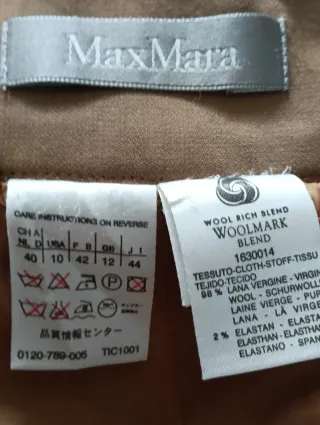 MaxMara
CARE INSTRUCTIONS ON REVERSE
CH A
NL D USA F B GB J I
40 10 42 12 44
P
品質情報センター
0120-789-005 TIC1001
WOOL RICH BLEND
WOOLMARK
BLEND
1630014
TESSUTO-CLOTH-STOFF-TISSU
TEJIDO-TECIDO
98 % LANA VERGINE - VIRGIN
WOOL - SCHURWOLL
LAINE VIERGE - PUR
LANA - LÃ VIRGE
2 % ELASTAN - ELASTA
ELASTHAN - ELASTHAN
ELASTANO - SPAN